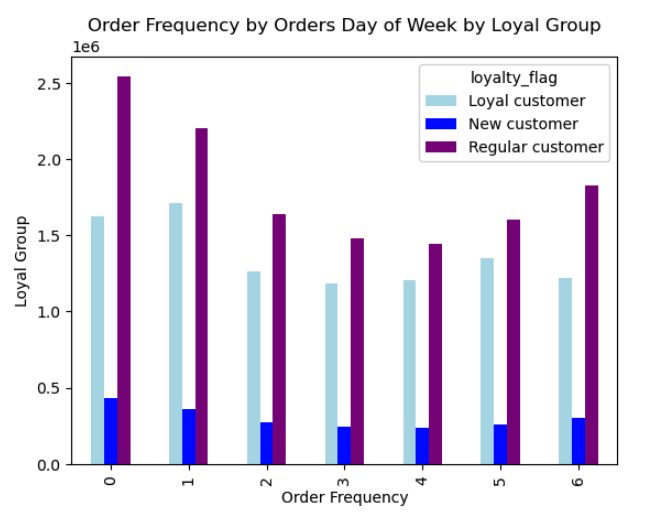 Order Frequency by Orders Day of Week by Loyal Group
1e6
loyalty_flag
Loyal customer
New customer
Regular customer
2.5
2.0
1.5
1.0
0.5
0.0
Loyal Group
0 1 2 3 4 5 6
Order Frequency